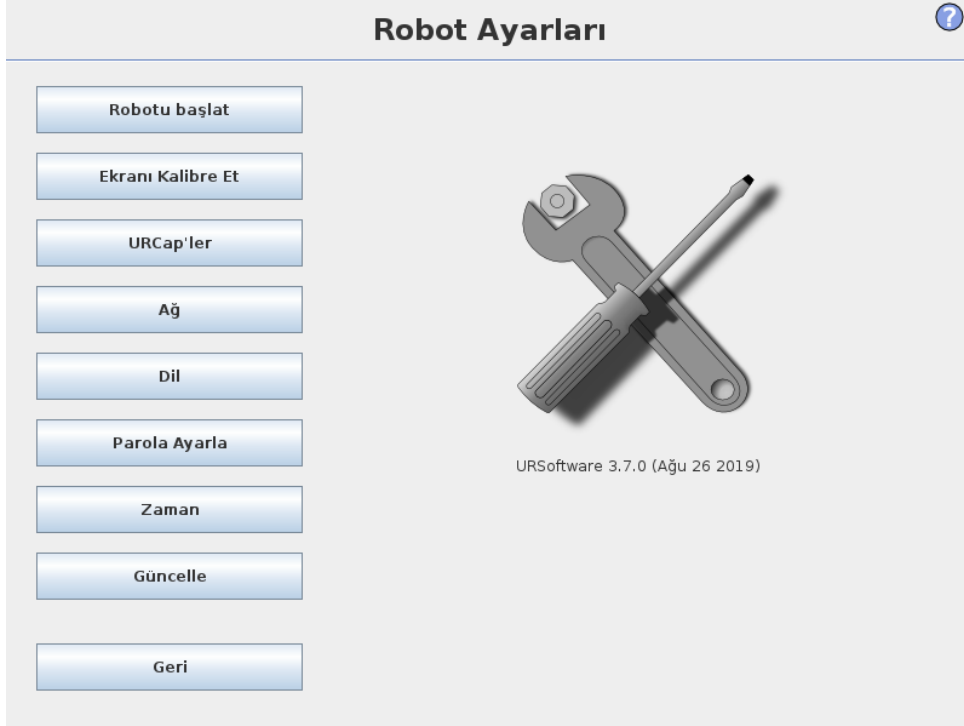 Robot Ayarları
?
Robotu başlat
Ekranı Kalibre Et
URCap'ler
Ağ
Dil
Parola Ayarla
Zaman
Güncelle
Geri
URSoftware 3.7.0 (Ağu 26 2019)